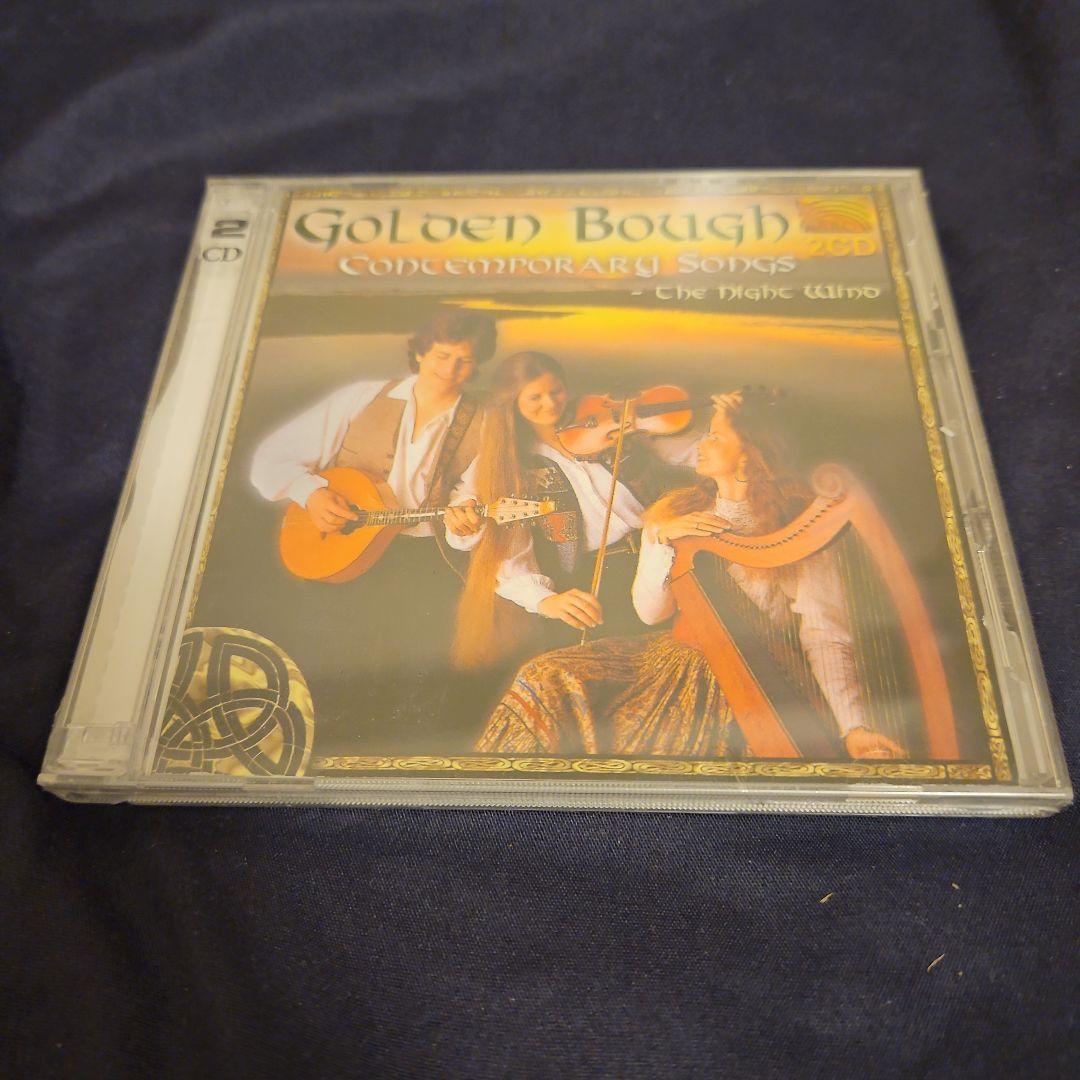 2
CD
Golden Bough
2CD
Contemporary Songs
- The Night Wind